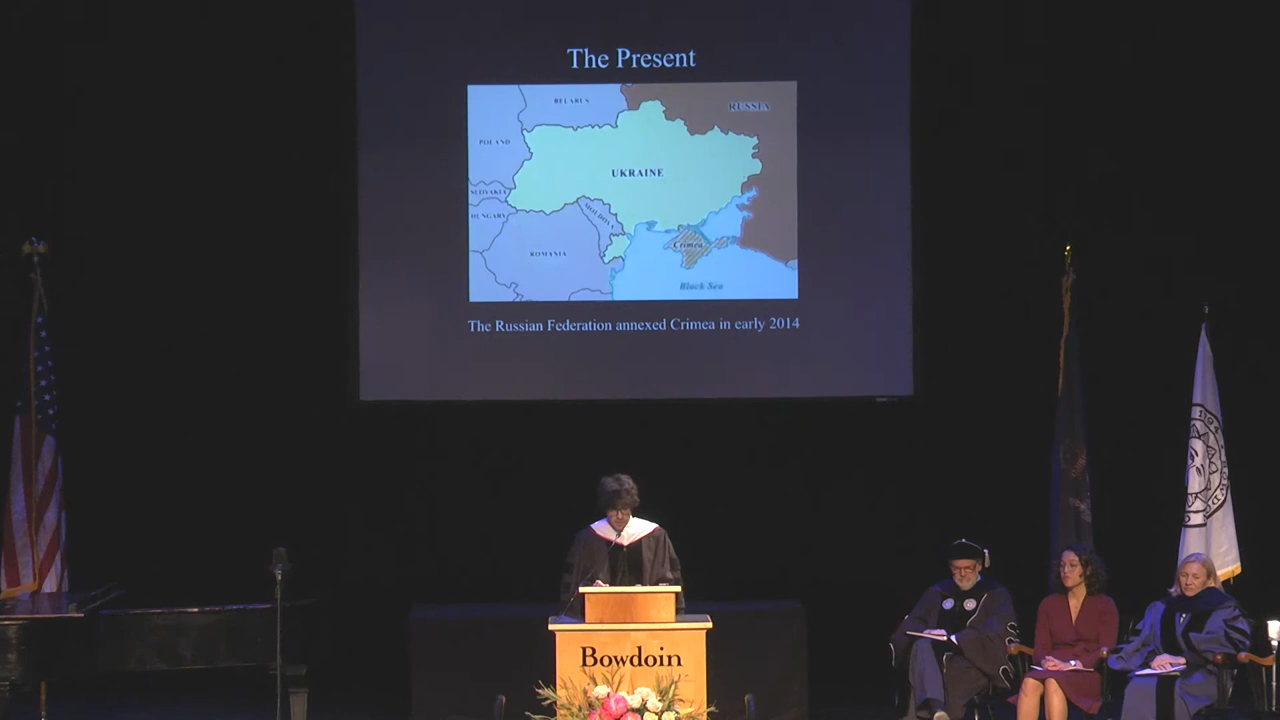 The Present
BELARUS
RUSSIA
POLAND
UKRAINE
SLOVAKIA
HUNGARY
MOLDOVA
Crimea
ROMANIA
Black Sea
The Russian Federation annexed Crimea in early 2014
1794
Bowdoin